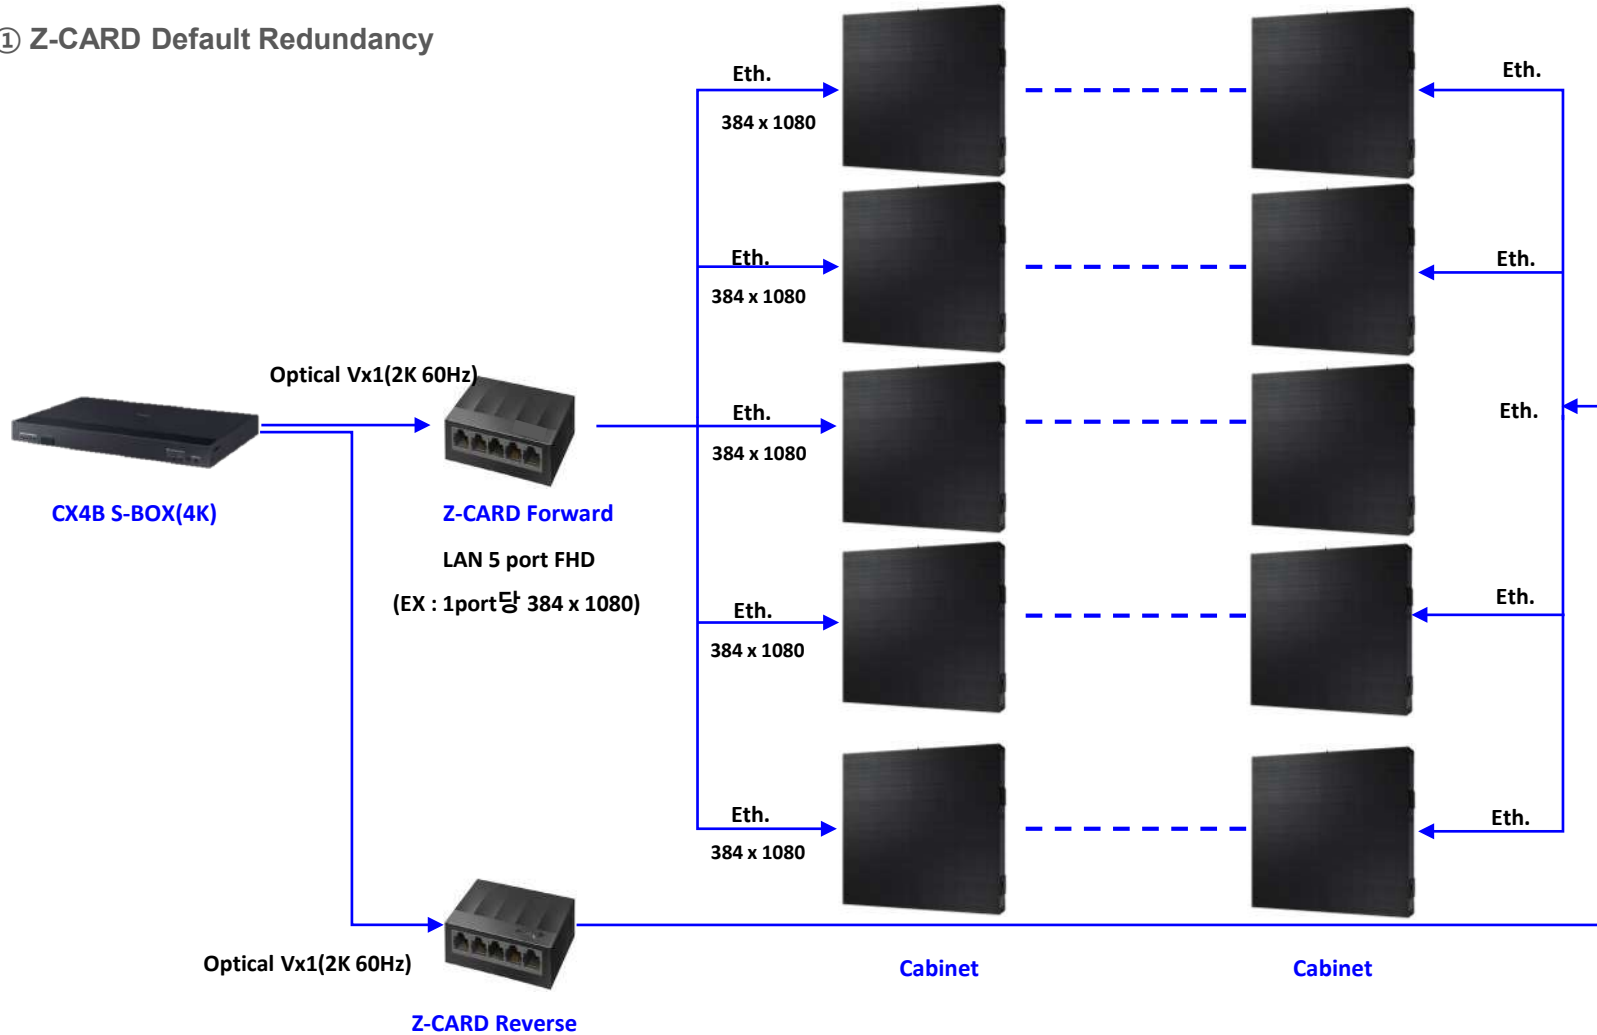 ① Z-CARD Default Redundancy
Eth.
384 x 1080
Eth.
Eth.
384 x 1080
Eth.
Optical Vx1(2K 60Hz)
Eth.
384 x 1080
Eth.
CX4B S-BOX(4K)
Z-CARD Forward
LAN 5 port FHD
(EX : 1port당 384 x 1080)
Eth.
384 x 1080
Eth.
Eth.
384 x 1080
Eth.
Optical Vx1(2K 60Hz)
Z-CARD Reverse
Cabinet
Cabinet